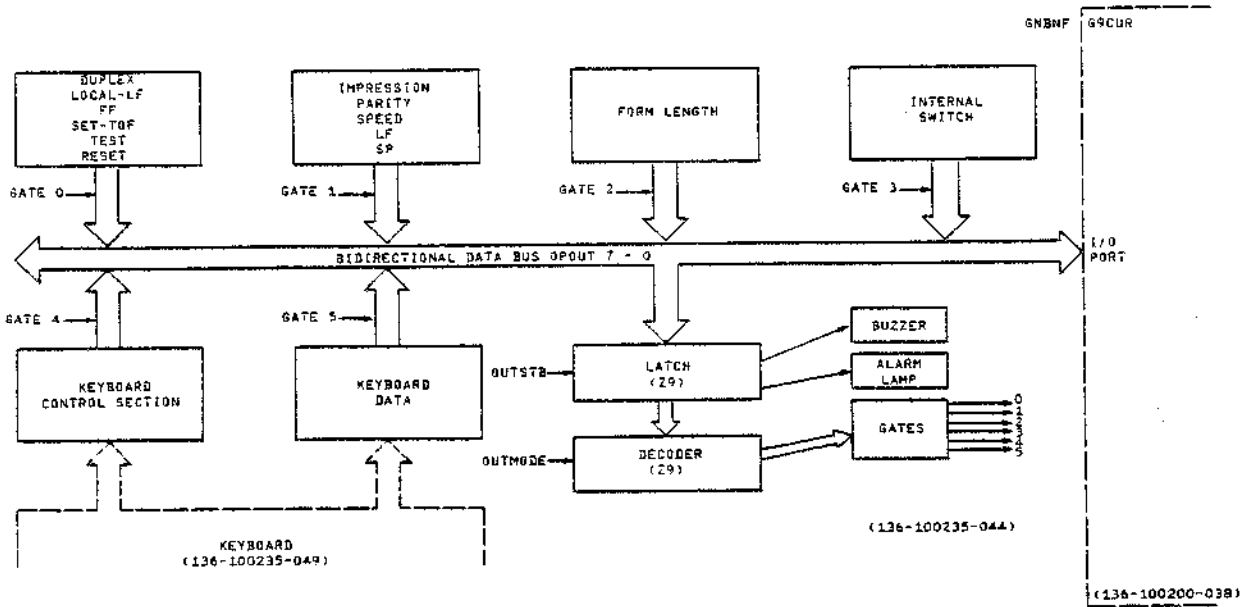 GNBNF G9CUR
DUPLEX
LOCAL-LF
FF
SET-TOF
TEST
RESET
IMPRESSION
PARITY
SPEED
LF
SP
FORM LENGTH
INTERNAL
SWITCH
GATE 0
GATE 1
GATE 2
GATE 3
BIDIRECTIONAL DATA BUS OPOUT 7 - 0
I/O
PORT
GATE 4
GATE 5
KEYBOARD
CONTROL SECTION
KEYBOARD
DATA
OUTSTB
LATCH
(29)
BUZZER
ALARM
LAMP
OUTMODE
DECODER
(29)
GATES
0
1
2
3
4
5
KEYBOARD
(136-100235-049)
(136-100235-044)
(136-100200-038)